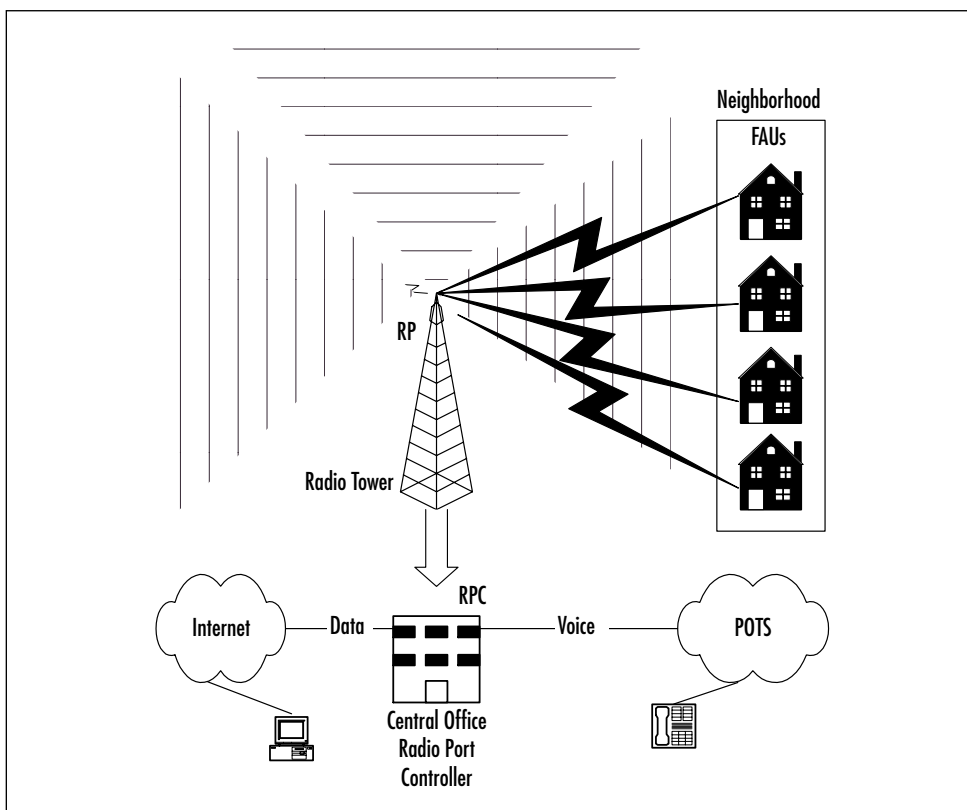 Neighborhood
FAUs
RP
Radio Tower
RPC
Internet
Data
Voice
POTS
Central Office
Radio Port
Controller